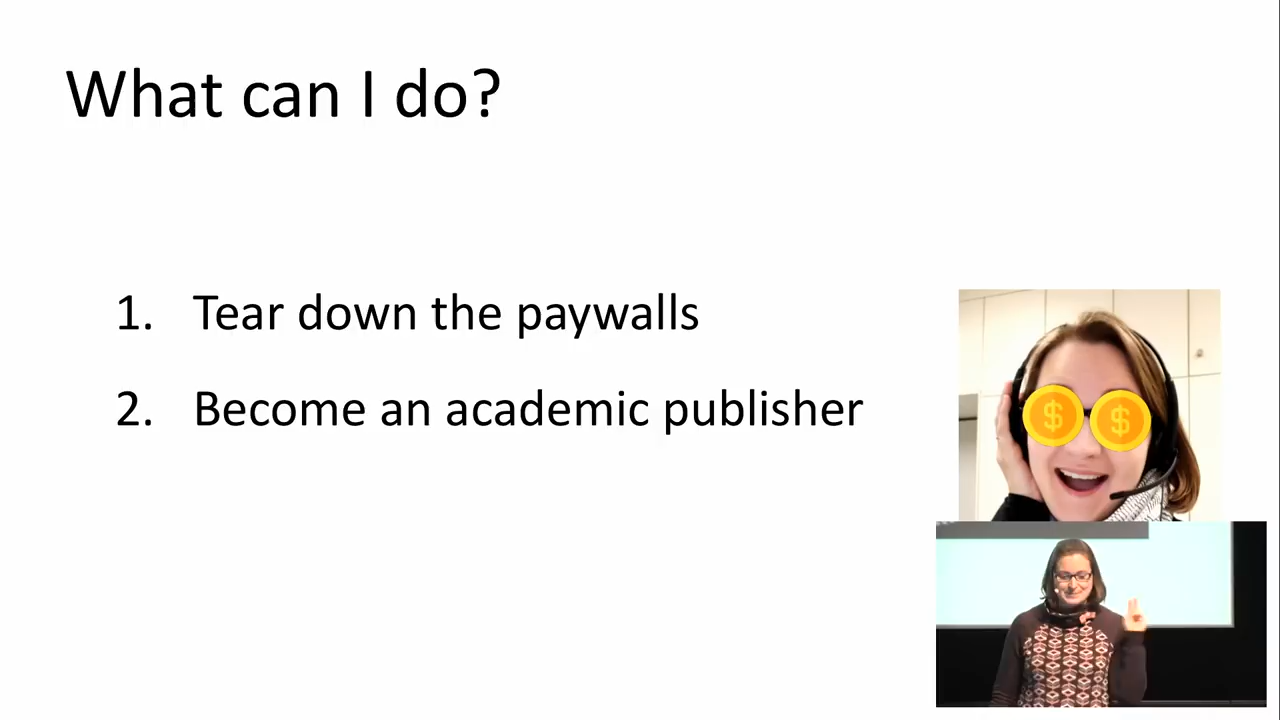 What can I do?
1. Tear down the paywalls
2. Become an academic publisher
$ $